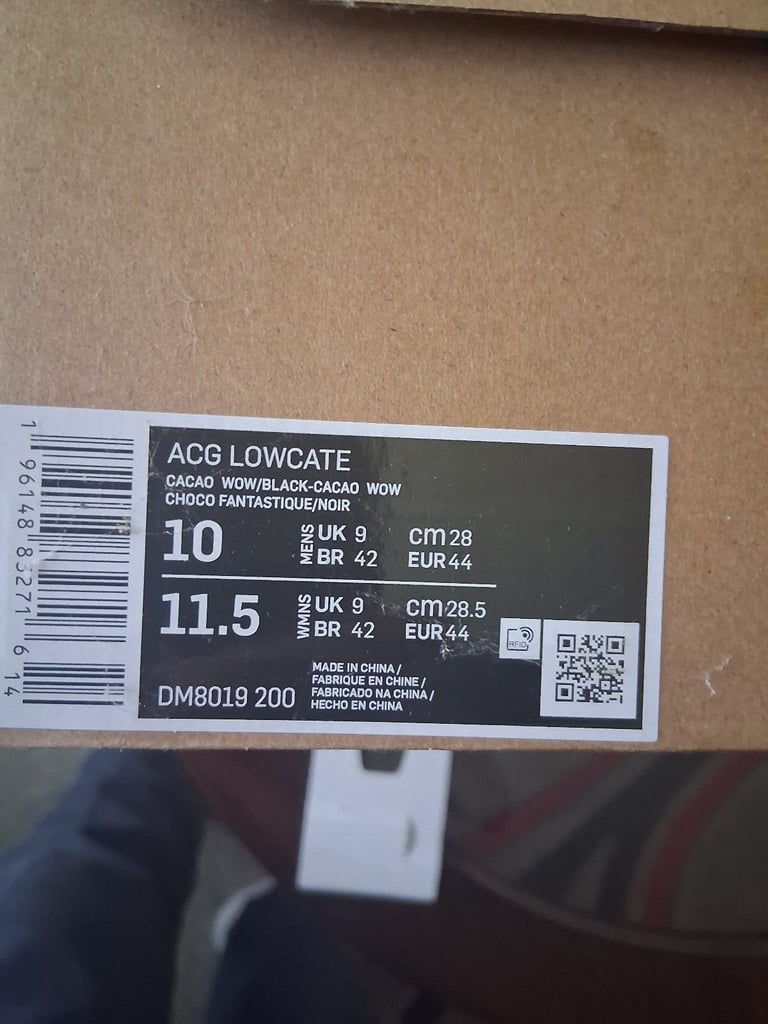 ACG LOWCATE
CACAO WOW/BLACK-CACAO WOW
CHOCO FANTASTIQUE/NOIR
10 MENS UK 9 cm 28
BR 42 EUR 44
11.5 WMNS UK 9 cm 28.5
BR 42 EUR 44
RFID
MADE IN CHINA /
FABRIQUE EN CHINE /
FABRICADO NA CHINA /
HECHO EN CHINA
DM8019 200
1 96148 83271 6 14